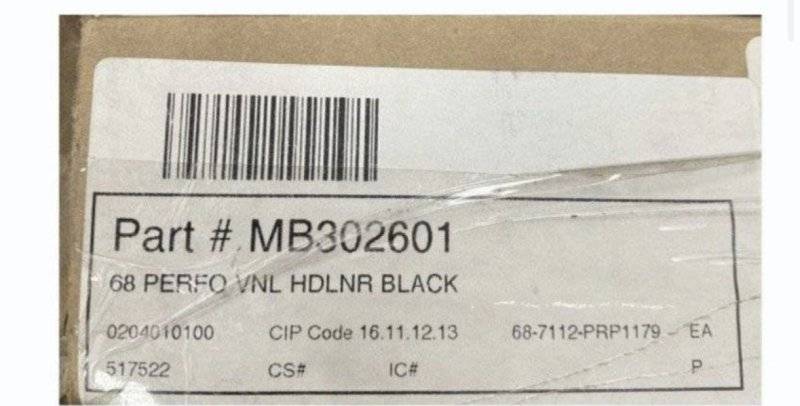 Part # MB302601
68 PERFO VNL HDLNR BLACK
0204010100 CIP Code 16.11.12.13 68-7112-PRP1179 - EA
517522 CS# IC# P